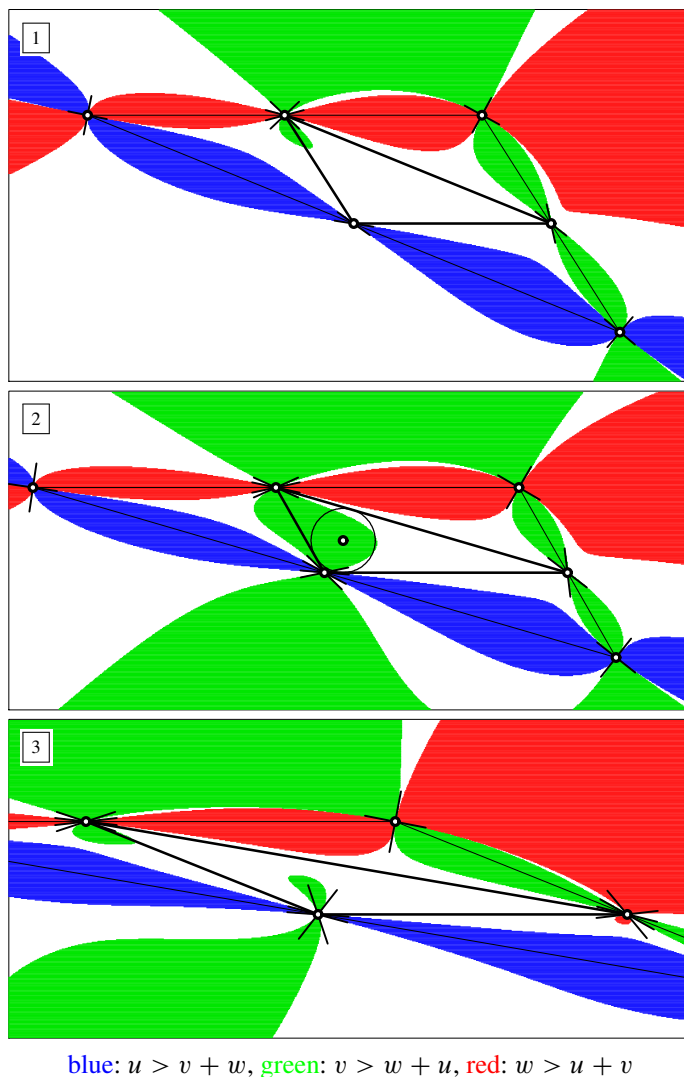 1
2
3
blue: u > v + w, green: v > w + u, red: w > u + v